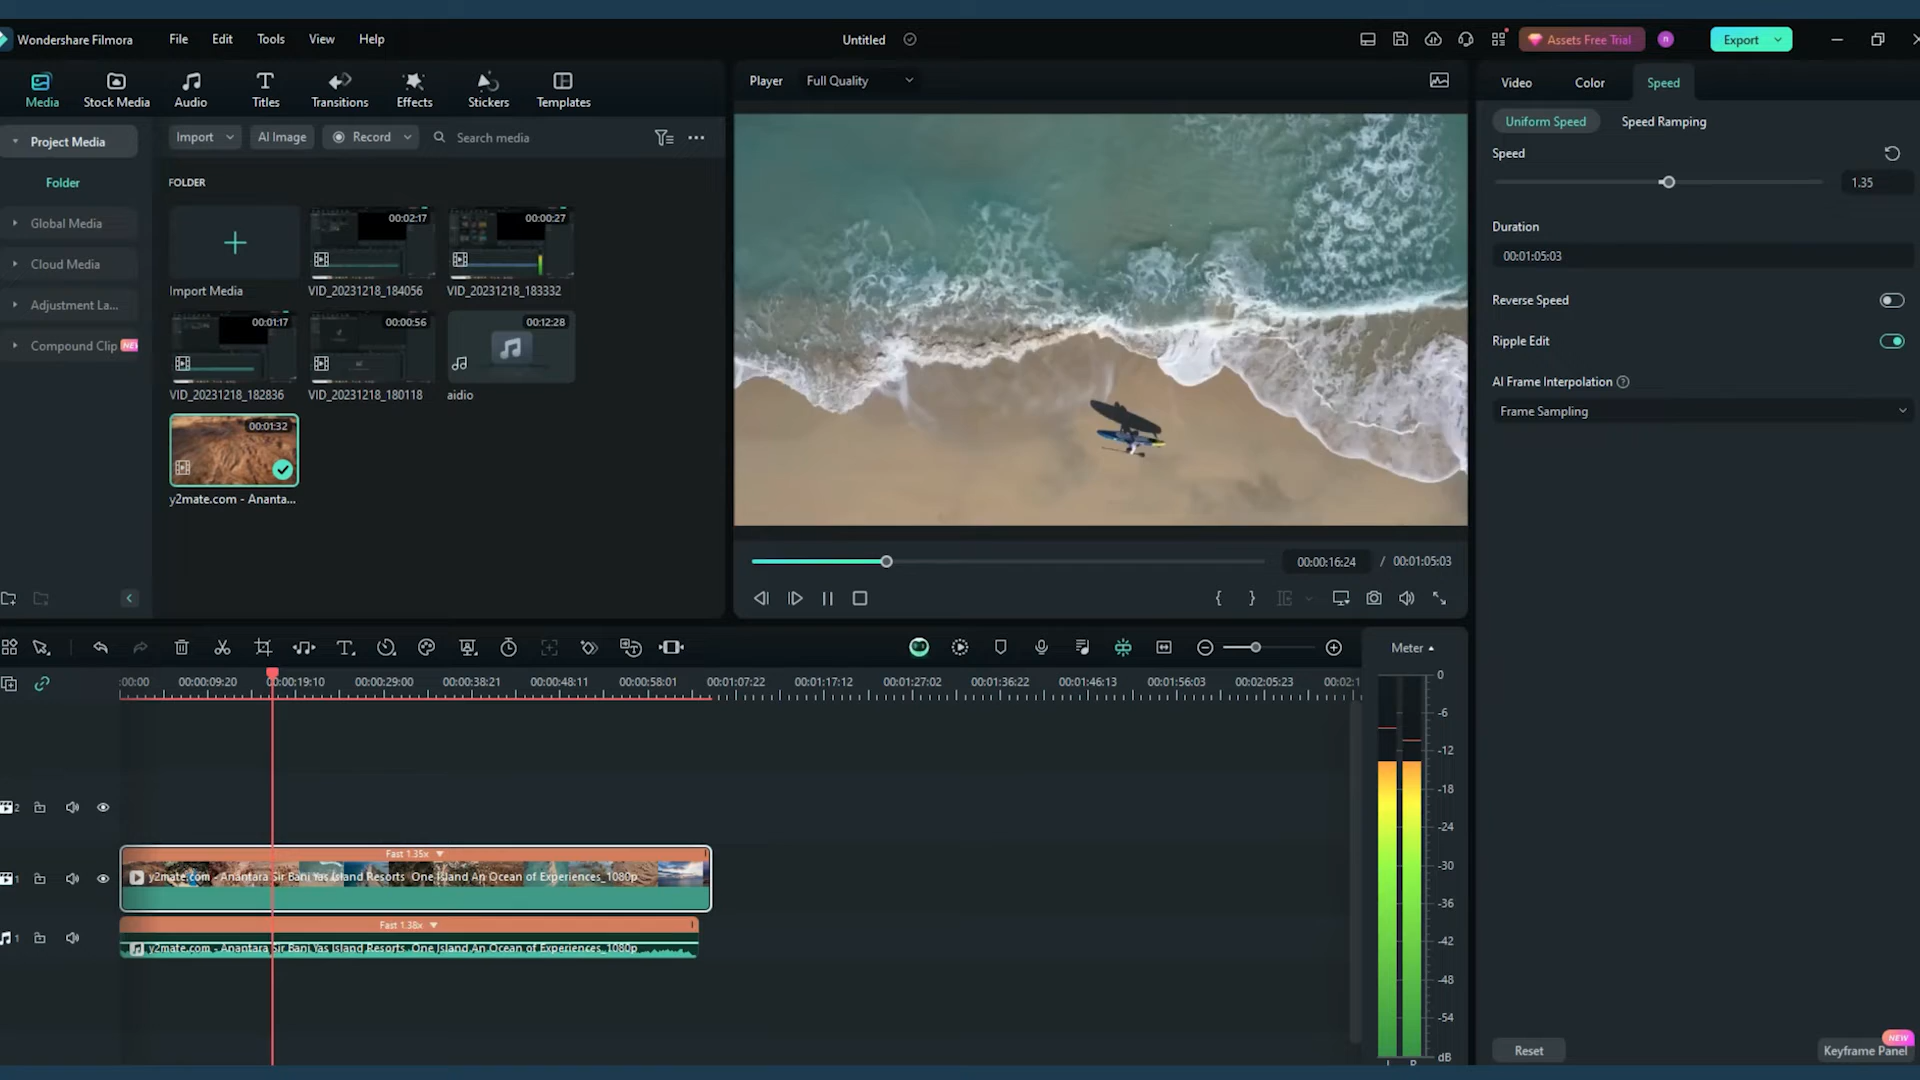 Wondershare Filmora
File
Edit
Tools
View
Help
Untitled
Assets Free Trial
n
Export
Media
Stock Media
Audio
Titles
Transitions
Effects
Stickers
Templates
Player
Full Quality
Video
Color
Speed
Project Media
Import
AI Image
Record
Search media
Uniform Speed
Speed Ramping
Speed
1.35
Folder
FOLDER
Global Media
Cloud Media
Adjustment La...
Compound Clip
Import Media
00:02:17
VID_20231218_184056
00:00:27
VID_20231218_183332
00:01:17
VID_20231218_182836
00:00:56
VID_20231218_180118
00:12:28
aidio
00:01:32
y2mate.com - Ananta...
Duration
00:01:05:03
Reverse Speed
Ripple Edit
AI Frame Interpolation ?
Frame Sampling
00:00:16:24 / 00:01:05:03
Meter
:00:00
00:00:09:20
00:00:19:10
00:00:29:00
00:00:38:21
00:00:48:11
00:00:58:01
00:01:07:22
00:01:17:12
00:01:27:02
00:01:36:22
00:01:46:13
00:01:56:03
00:02:05:23
00:02:1
0
-6
-12
-18
-24
-30
-36
-42
-48
-54
dB
2
Fast 1.35x
1
y2mate.com - Anantara Sir Bani Yas Island Resorts One Island An Ocean of Experiences_1080p
Fast 1.38x
1
y2mate.com - Anantara Sir Bani Yas Island Resorts One Island An Ocean of Experiences_1080p
Reset
NEW
Keyframe Panel